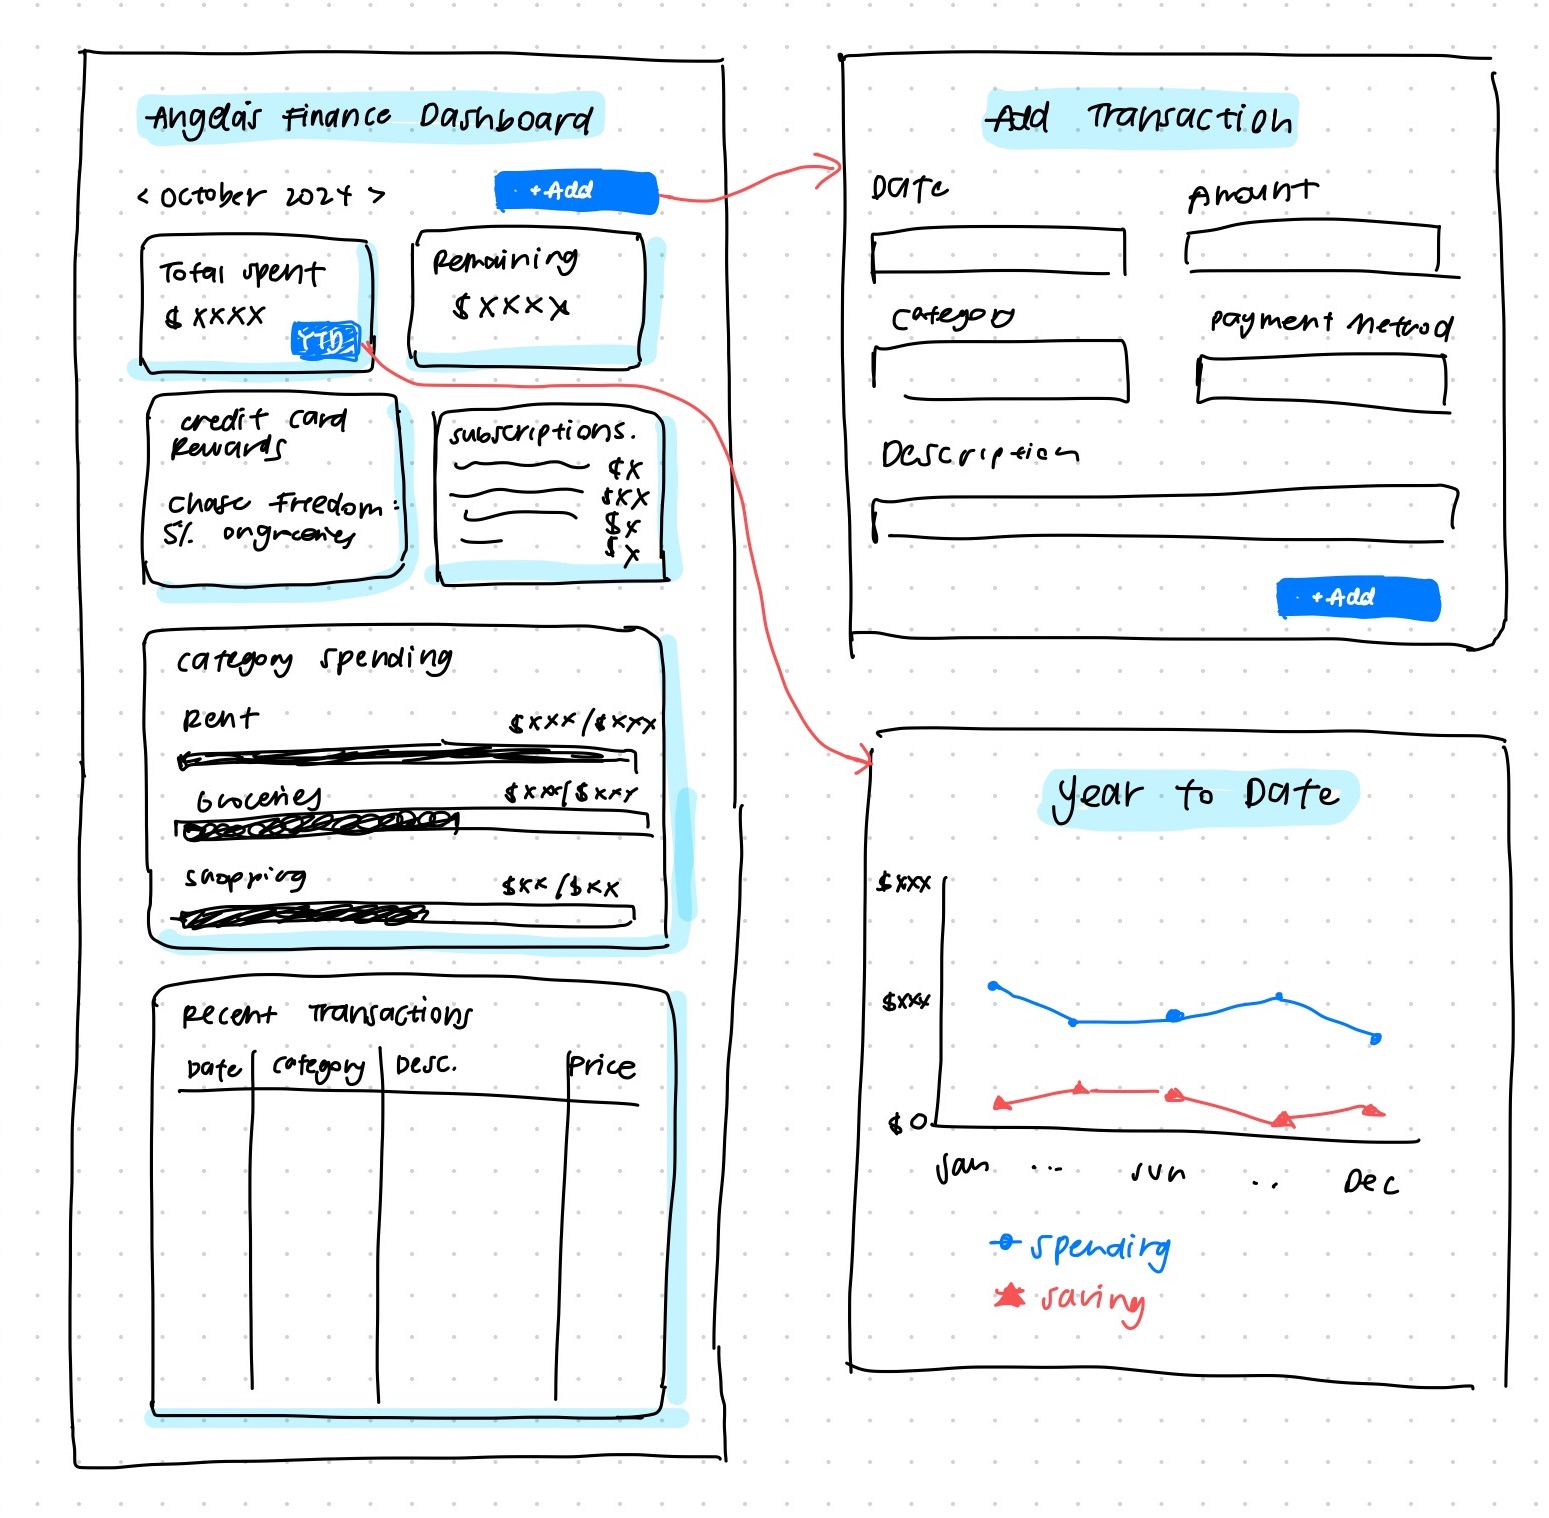 Angela's Finance Dashboard
< October 2024 >
+ Add
Total spent
$ XXXX
YTD
Remaining
$ XXXX
credit card
Rewards
Chase Freedom:
5% on groceries
subscriptions.
$X
$XX
$X
$X
category spending
Rent
$XXX/$XXX
Groceries
$XXX/$XXX
shopping
$XX/$XX
Recent Transactions
Date
category
Desc.
Price
Add Transaction
Date
Amount
Category
Payment Method
Description
+ Add
Year to Date
$XXX
$XXX
$0
Jan
...
Jun
..
Dec
spending
saving